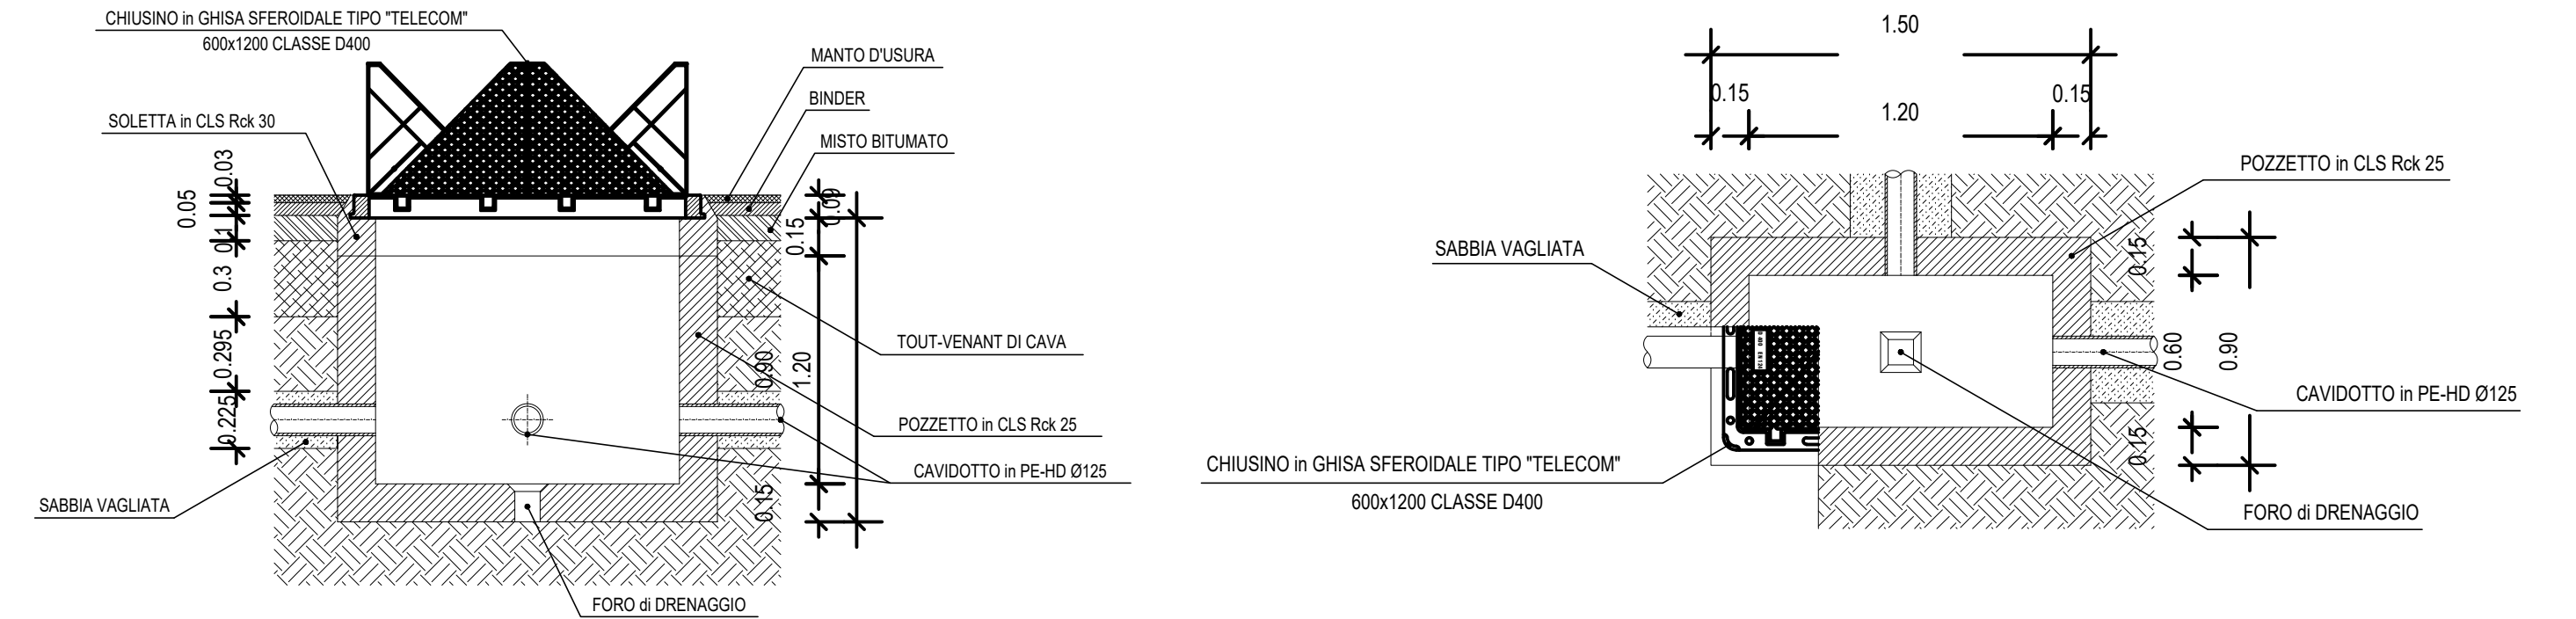 CHIUSINO in GHISA SFEROIDALE TIPO "TELECOM"
600x1200 CLASSE D400
MANTO D'USURA
BINDER
SOLETTA in CLS Rck 30
MISTO BITUMATO
0.03
0.05
0.1
0.3
0.295
0.225
0.09
0.15
0.90
1.20
0.15
TOUT-VENANT DI CAVA
POZZETTO in CLS Rck 25
CAVIDOTTO in PE-HD Ø125
SABBIA VAGLIATA
FORO di DRENAGGIO
1.50
0.15
1.20
0.15
POZZETTO in CLS Rck 25
SABBIA VAGLIATA
0.15
0.60
0.90
0.15
CAVIDOTTO in PE-HD Ø125
CHIUSINO in GHISA SFEROIDALE TIPO "TELECOM"
600x1200 CLASSE D400
FORO di DRENAGGIO